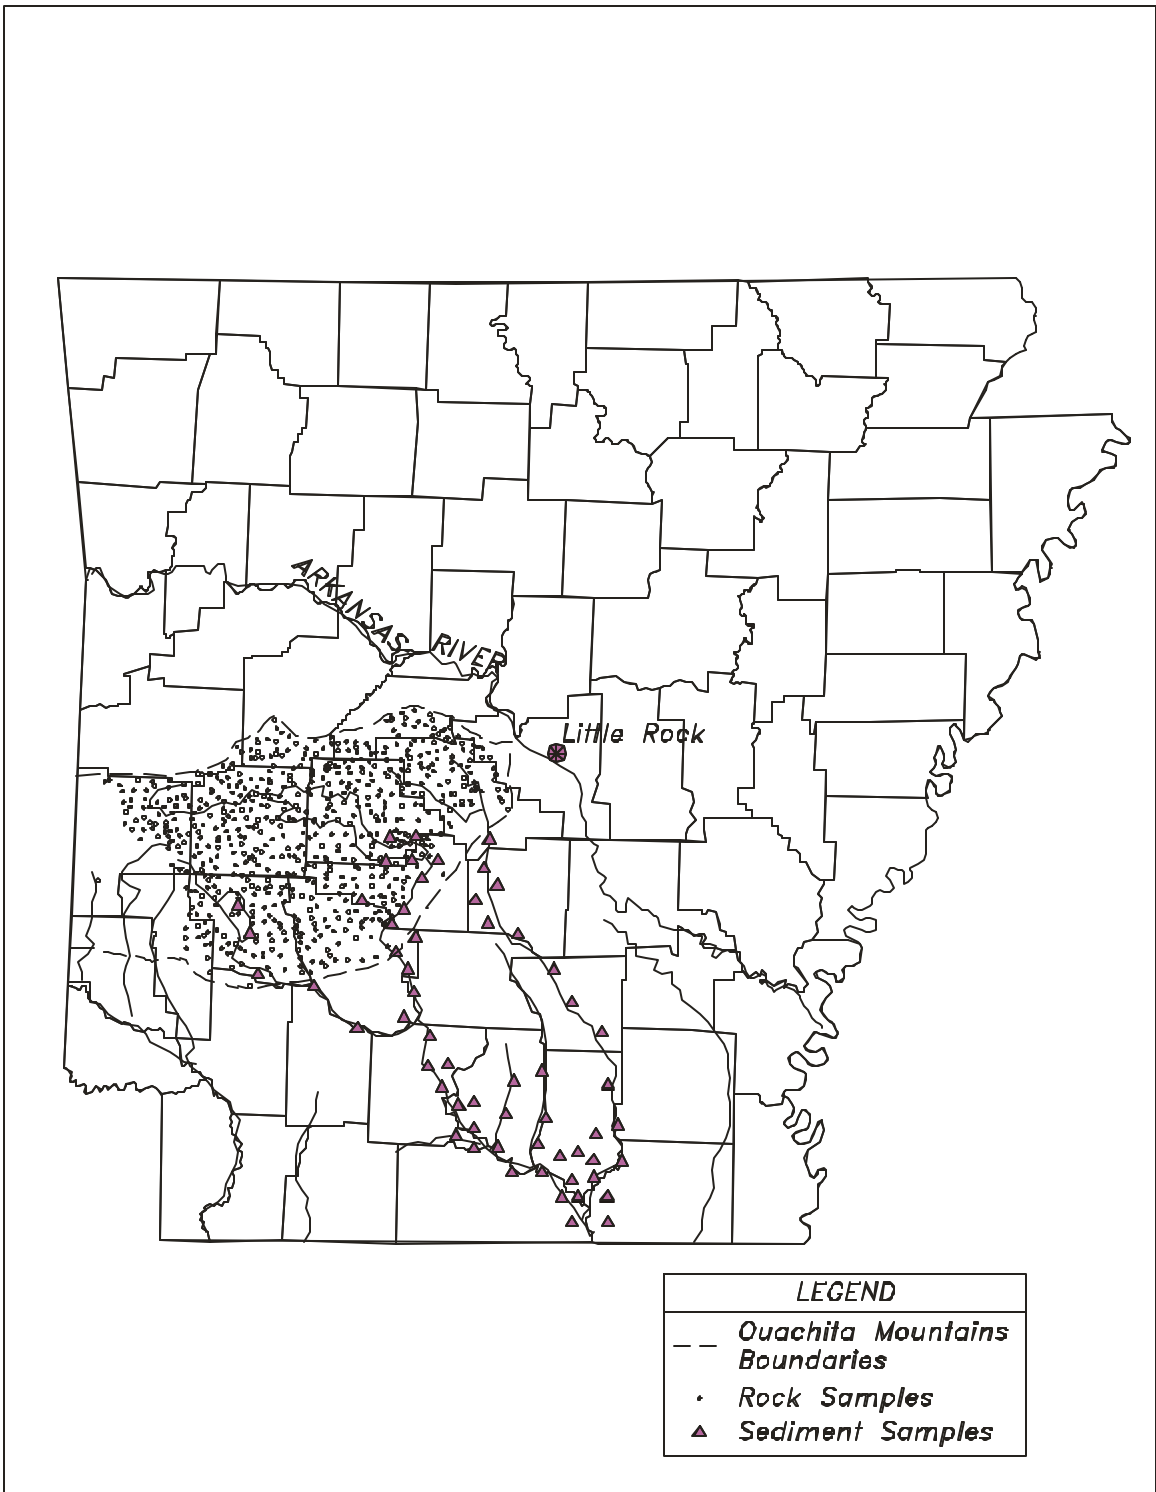 ARKANSAS RIVER
Little Rock
LEGEND
Ouachita Mountains
Boundaries
Rock Samples
Sediment Samples